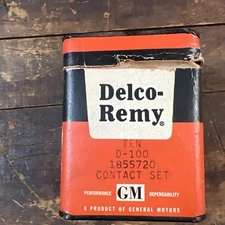 Delco-
Remy®
TEN
D-100
1855720
CONTACT SET
PERFORMANCE GM DEPENDABILITY
A PRODUCT OF GENERAL MOTORS